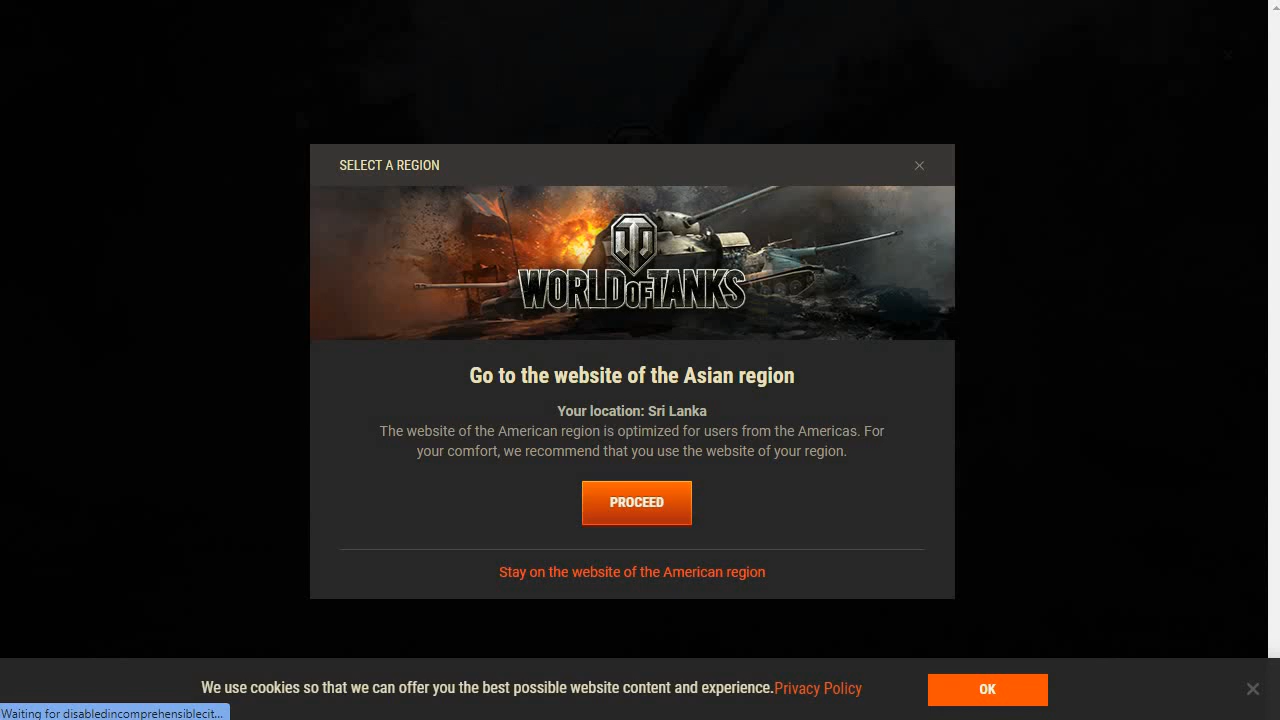 SELECT A REGION
WORLD OF TANKS
Go to the website of the Asian region
Your location: Sri Lanka
The website of the American region is optimized for users from the Americas. For
your comfort, we recommend that you use the website of your region.
PROCEED
Stay on the website of the American region
We use cookies so that we can offer you the best possible website content and experience.Privacy Policy
OK
Waiting for disabledincomprehensiblecit...